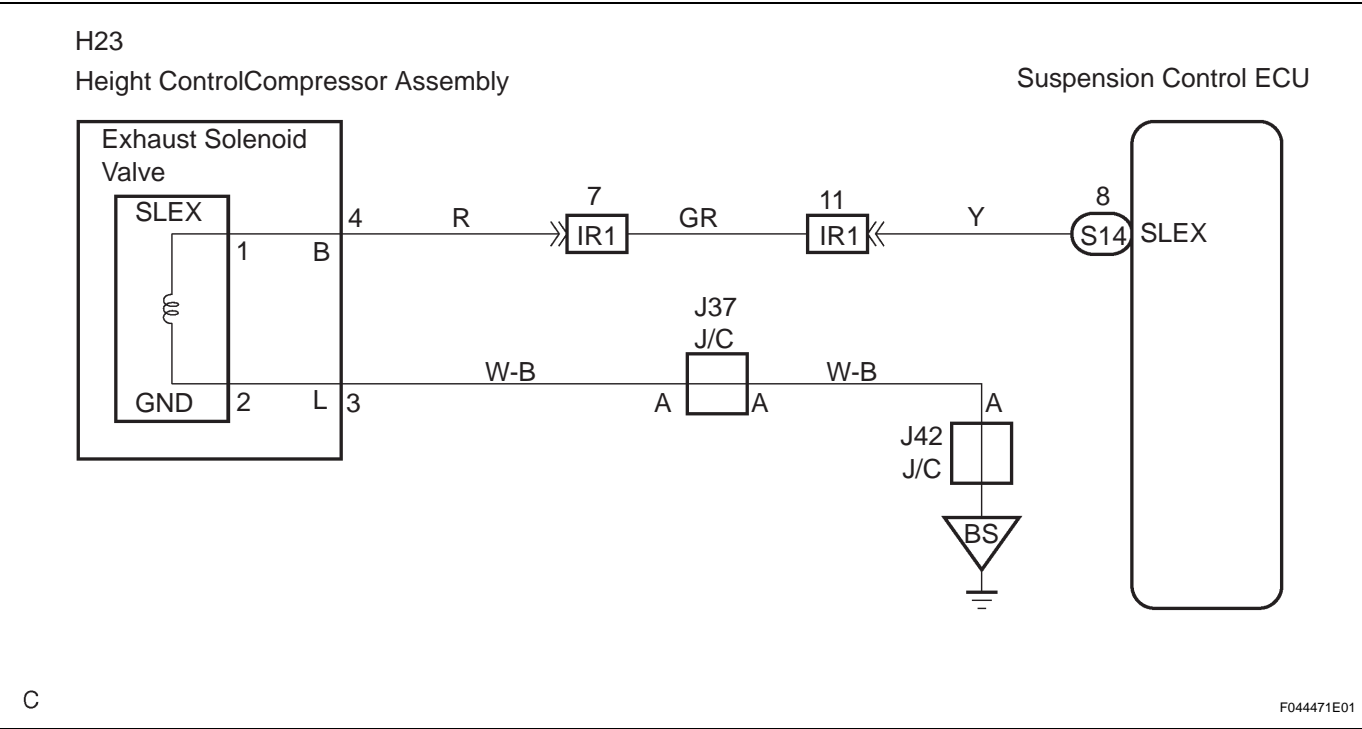 H23
Height ControlCompressor Assembly
Suspension Control ECU
Exhaust Solenoid
Valve
SLEX
1
B
4
R
7
IR1
GR
11
IR1
Y
8
S14
SLEX
J37
J/C
GND
2
L
3
W-B
A
A
W-B
A
J42
J/C
BS
C
F044471E01